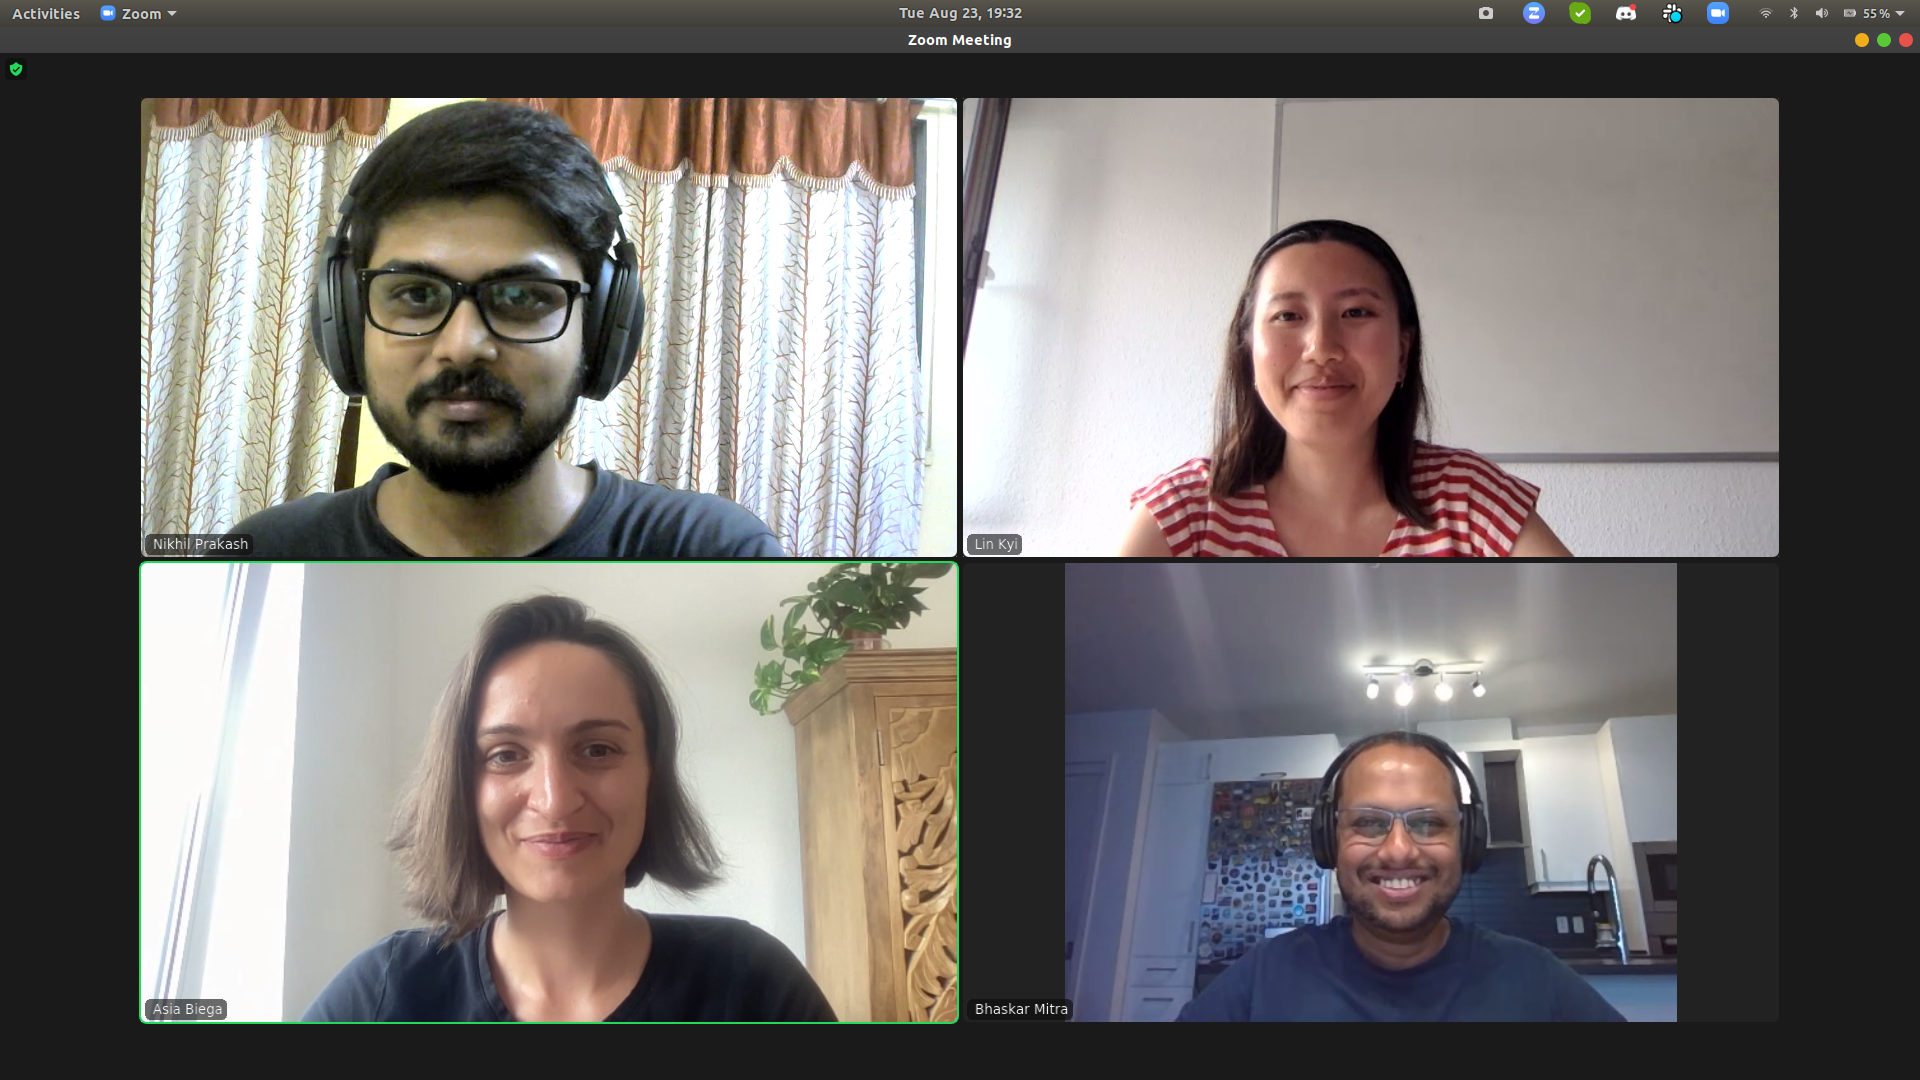 Activities
Zoom
Tue Aug 23, 19:32
55%
Zoom Meeting
Nikhil Prakash
Lin Kyi
Asia Biega
Bhaskar Mitra